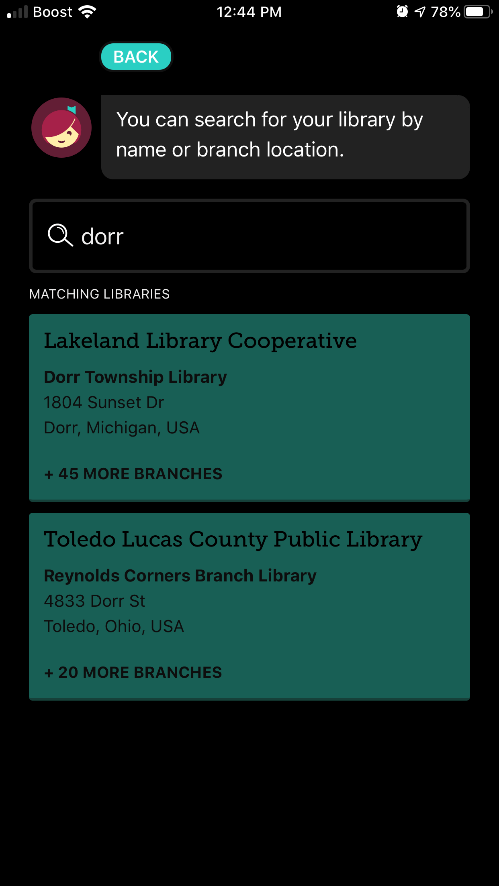 Boost 12:44 PM 78%
BACK
You can search for your library by
name or branch location.
dorr
MATCHING LIBRARIES
Lakeland Library Cooperative
Dorr Township Library
1804 Sunset Dr
Dorr, Michigan, USA
+ 45 MORE BRANCHES
Toledo Lucas County Public Library
Reynolds Corners Branch Library
4833 Dorr St
Toledo, Ohio, USA
+ 20 MORE BRANCHES